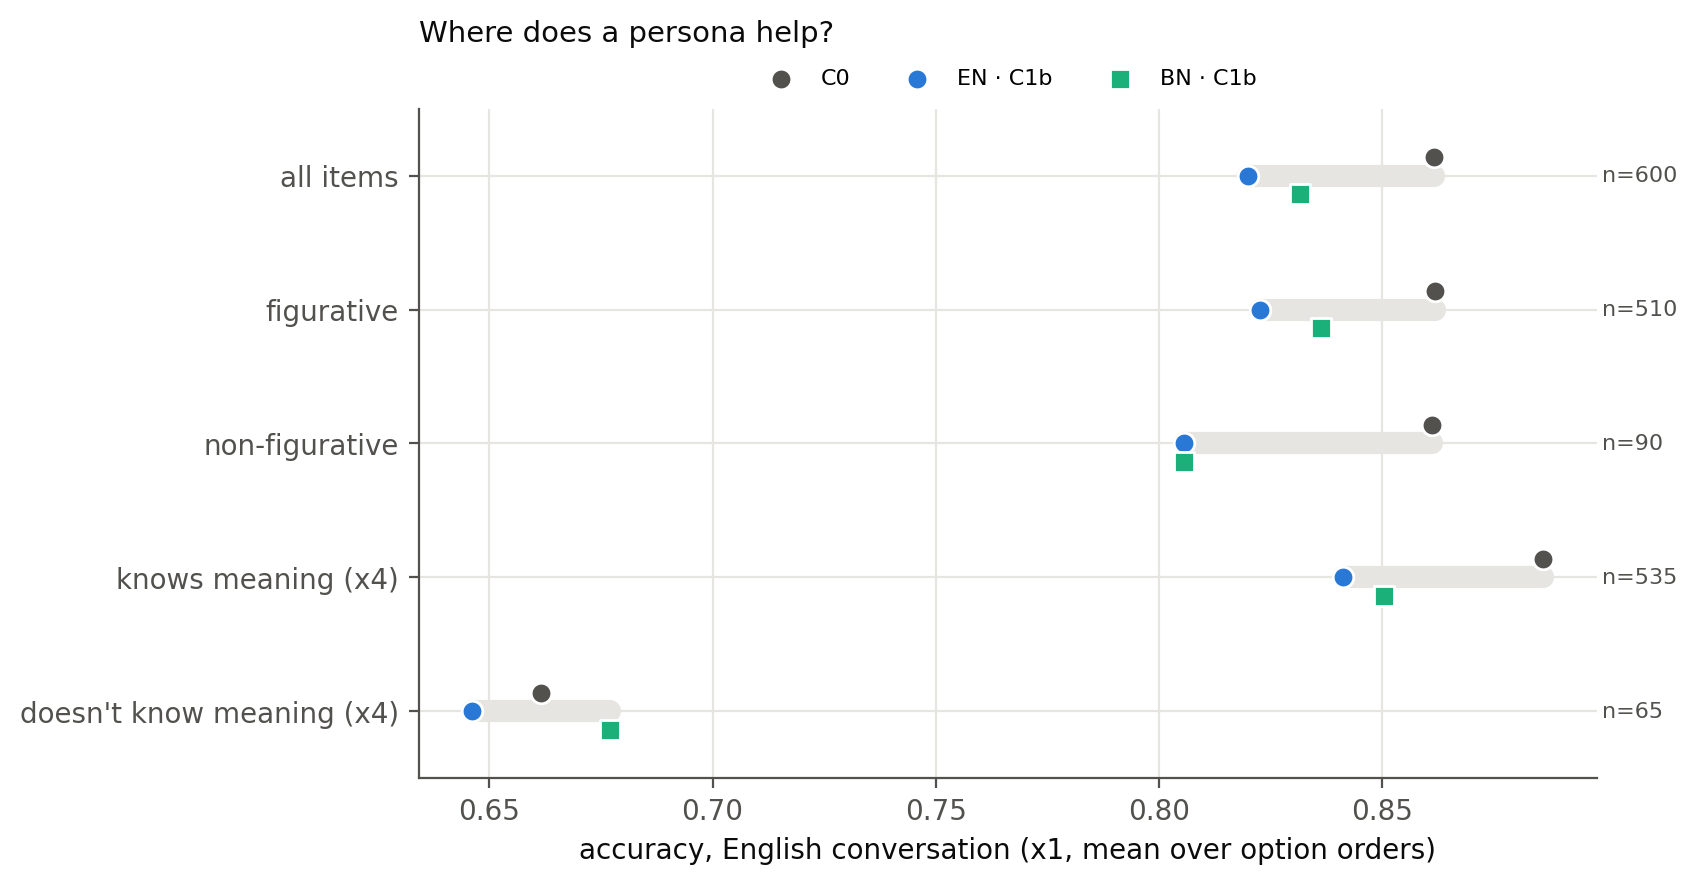 Where does a persona help?
C0 EN · C1b BN · C1b
all items n=600
figurative n=510
non-figurative n=90
knows meaning (x4) n=535
doesn't know meaning (x4) n=65
0.65 0.70 0.75 0.80 0.85
accuracy, English conversation (x1, mean over option orders)